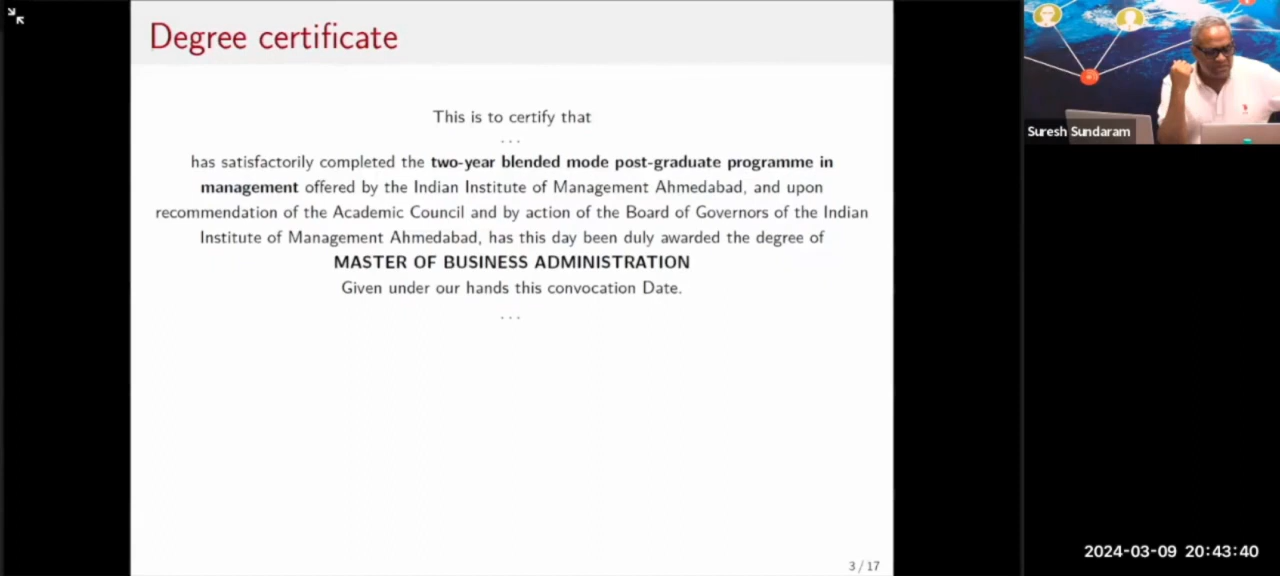 Degree certificate
This is to certify that
...
has satisfactorily completed the two-year blended mode post-graduate programme in
management offered by the Indian Institute of Management Ahmedabad, and upon
recommendation of the Academic Council and by action of the Board of Governors of the Indian
Institute of Management Ahmedabad, has this day been duly awarded the degree of
MASTER OF BUSINESS ADMINISTRATION
Given under our hands this convocation Date.
...
3 / 17
Suresh Sundaram
2024-03-09 20:43:40